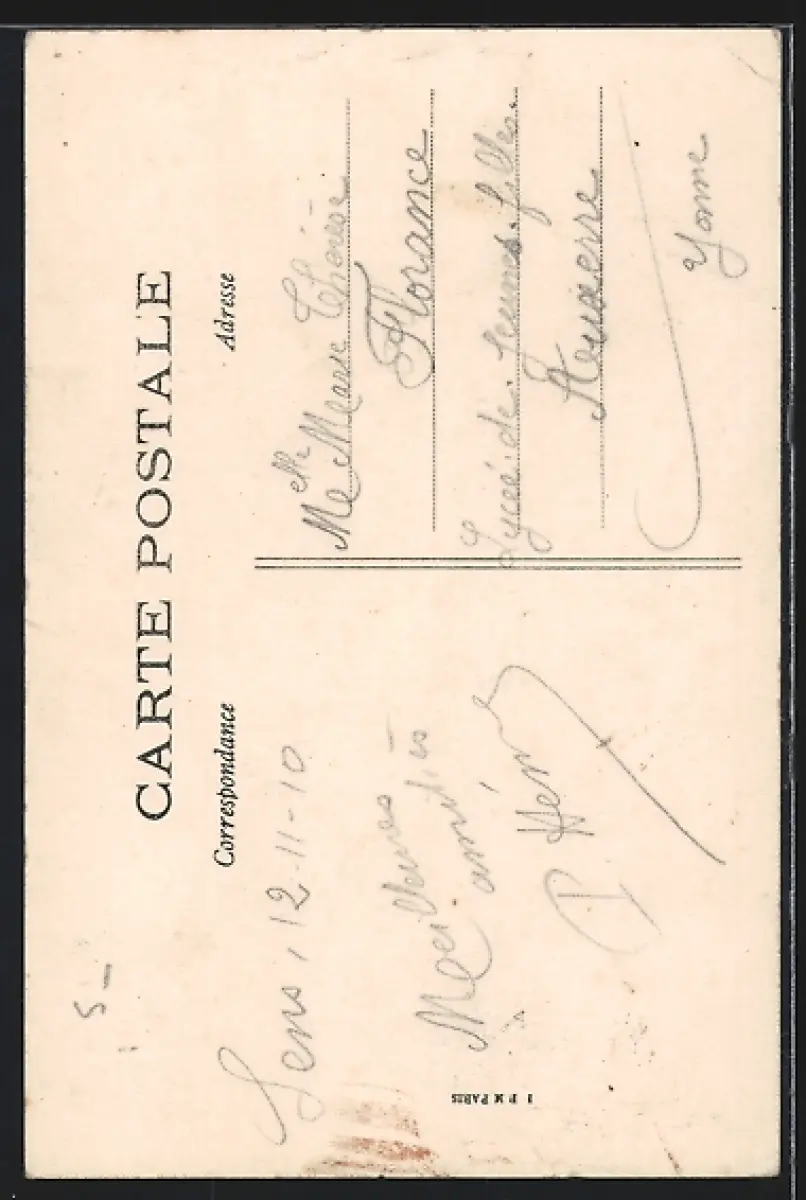 5-
CARTE POSTALE
Correspondance
Adresse
Sens, 12-11-10
Meilleures
amitiés
P Henry
Melle Marie Thérèse
Florance
Lycée de Jeunes filles
Auxerre
Yonne
I P M PARIS